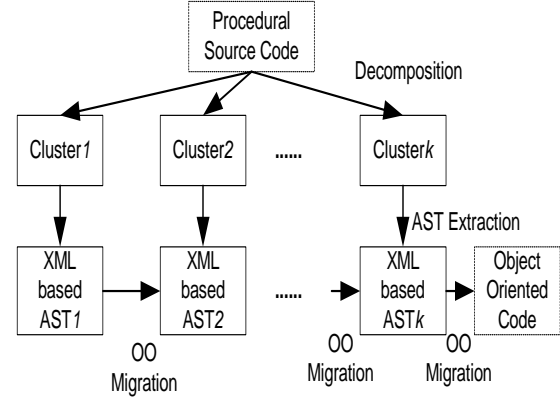 Procedural
Source Code
Decomposition
Cluster1
Cluster2
......
Clusterk
AST Extraction
XML
based
AST1
XML
based
AST2
......
XML
based
ASTk
Object
Oriented
Code
OO
Migration
OO
Migration
OO
Migration